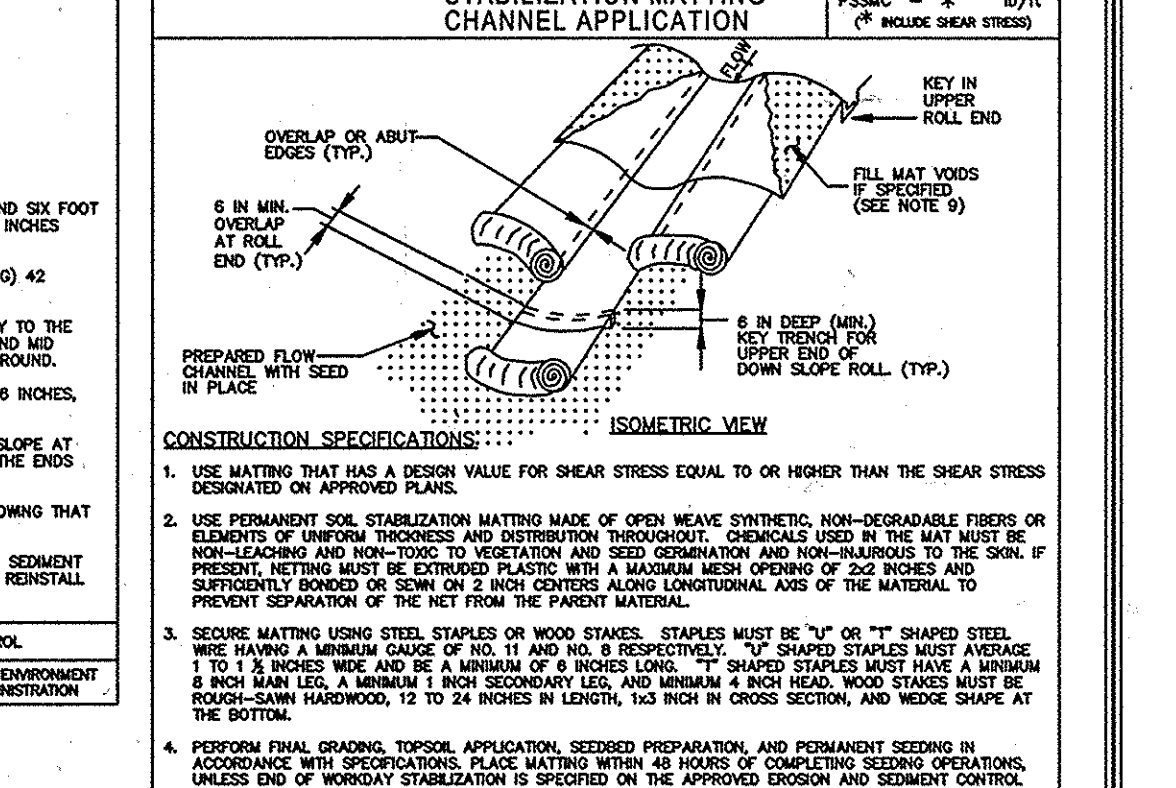 CHANNEL APPLICATION
(* INCLUDE SHEAR STRESS)
FLOW
KEY IN
UPPER
ROLL END
OVERLAP OR ABUT
EDGES (TYP.)
FILL MAT VOIDS
IF SPECIFIED
(SEE NOTE 9)
6 IN MIN.
OVERLAP
AT ROLL
END (TYP.)
6 IN DEEP (MIN.)
KEY TRENCH FOR
UPPER END OF
DOWN SLOPE ROLL. (TYP.)
PREPARED FLOW
CHANNEL WITH SEED
IN PLACE
ISOMETRIC VIEW
CONSTRUCTION SPECIFICATIONS:
1. USE MATTING THAT HAS A DESIGN VALUE FOR SHEAR STRESS EQUAL TO OR HIGHER THAN THE SHEAR STRESS
DESIGNATED ON APPROVED PLANS.
2. USE PERMANENT SOIL STABILIZATION MATTING MADE OF OPEN WEAVE SYNTHETIC, NON-DEGRADABLE FIBERS OR
ELEMENTS OF UNIFORM THICKNESS AND DISTRIBUTION THROUGHOUT. CHEMICALS USED IN THE MAT MUST BE
NON-LEACHING AND NON-TOXIC TO VEGETATION AND SEED GERMINATION AND NON-INJURIOUS TO THE SKIN. IF
PRESENT, NETTING MUST BE EXTRUDED PLASTIC WITH A MAXIMUM MESH OPENING OF 2x2 INCHES AND
SUFFICIENTLY BONDED OR SEWN ON 2 INCH CENTERS ALONG LONGITUDINAL AXIS OF THE MATERIAL TO
PREVENT SEPARATION OF THE NET FROM THE PARENT MATERIAL.
3. SECURE MATTING USING STEEL STAPLES OR WOOD STAKES. STAPLES MUST BE "U" OR "T" SHAPED STEEL
WIRE HAVING A MINIMUM GAUGE OF NO. 11 AND NO. 8 RESPECTIVELY. "U" SHAPED STAPLES MUST AVERAGE
1 TO 1 ½ INCHES WIDE AND BE A MINIMUM OF 6 INCHES LONG. "T" SHAPED STAPLES MUST HAVE A MINIMUM
8 INCH MAIN LEG, A MINIMUM 1 INCH SECONDARY LEG, AND MINIMUM 4 INCH HEAD. WOOD STAKES MUST BE
ROUGH-SAWN HARDWOOD, 12 TO 24 INCHES IN LENGTH, 1x3 INCH IN CROSS SECTION, AND WEDGE SHAPE AT
THE BOTTOM.
4. PERFORM FINAL GRADING, TOPSOIL APPLICATION, SEEDBED PREPARATION, AND PERMANENT SEEDING IN
ACCORDANCE WITH SPECIFICATIONS. PLACE MATTING WITHIN 48 HOURS OF COMPLETING SEEDING OPERATIONS,
UNLESS END OF WORKDAY STABILIZATION IS SPECIFIED ON THE APPROVED EROSION AND SEDIMENT CONTROL
SIX FOOT
INCHES
42
TO THE
MID
6 INCHES,
SLOPE AT
THE ENDS
THAT
SEDIMENT
REINSTALL
ENVIRONMENT